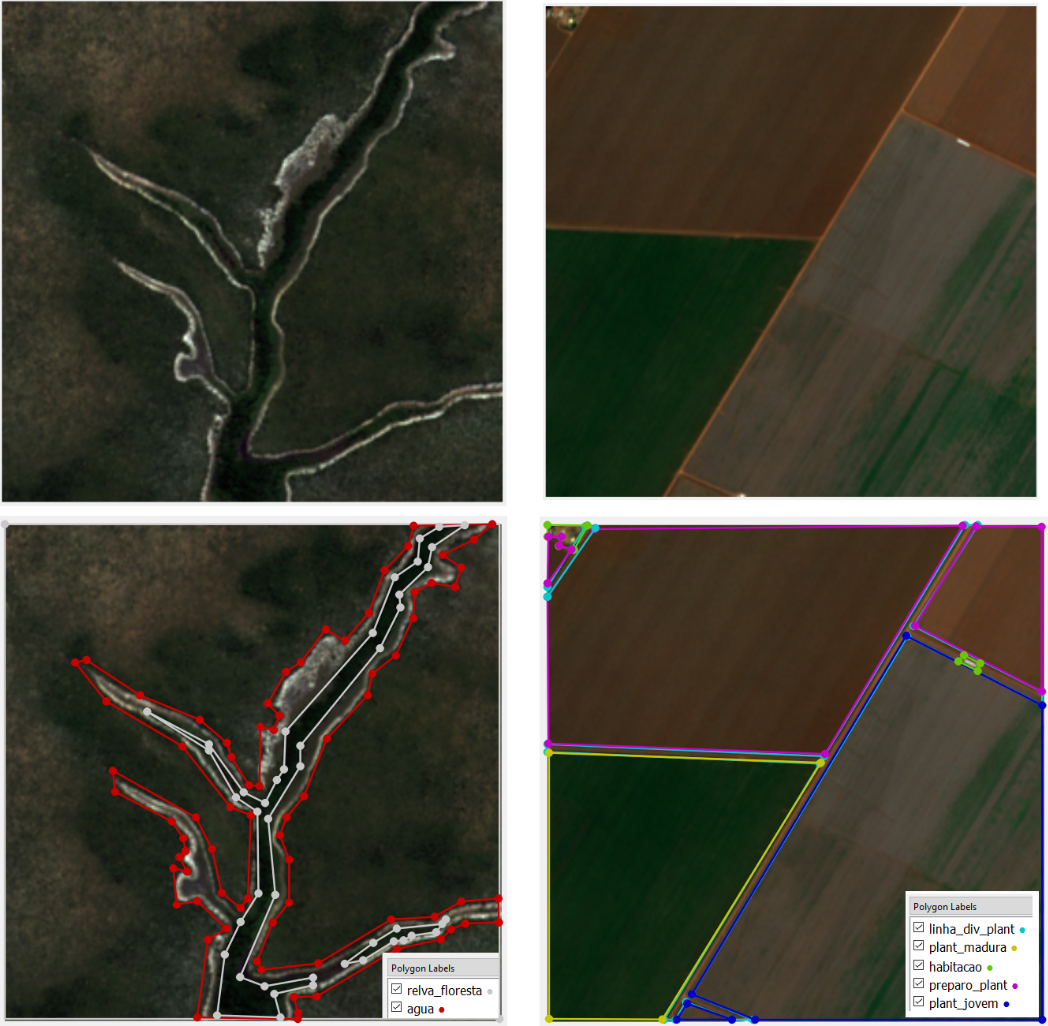 Polygon Labels
relva_floresta
agua
Polygon Labels
linha_div_plant
plant_madura
habitacao
preparo_plant
plant_jovem